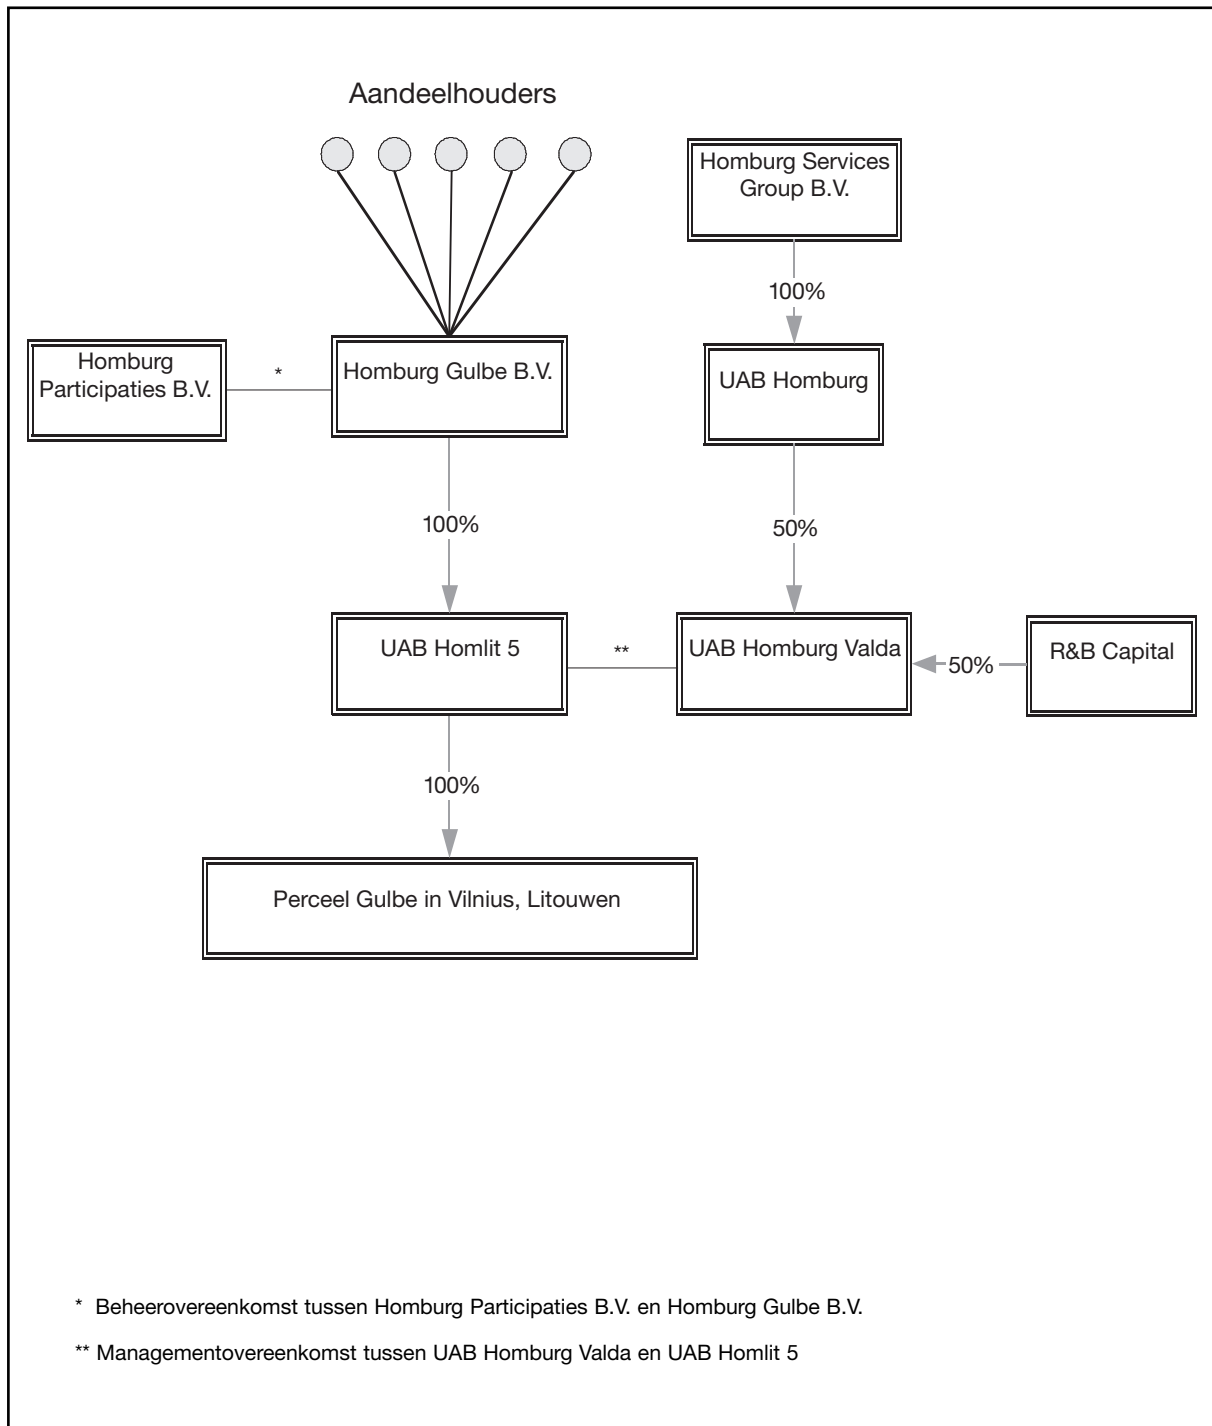 Aandeelhouders
Homburg Services
Group B.V.
100%
Homburg
Participaties B.V.
*
Homburg Gulbe B.V.
UAB Homburg
100%
50%
UAB Homlit 5
**
UAB Homburg Valda
50%
R&B Capital
100%
Perceel Gulbe in Vilnius, Litouwen
* Beheerovereenkomst tussen Homburg Participaties B.V. en Homburg Gulbe B.V.
** Managementovereenkomst tussen UAB Homburg Valda en UAB Homlit 5